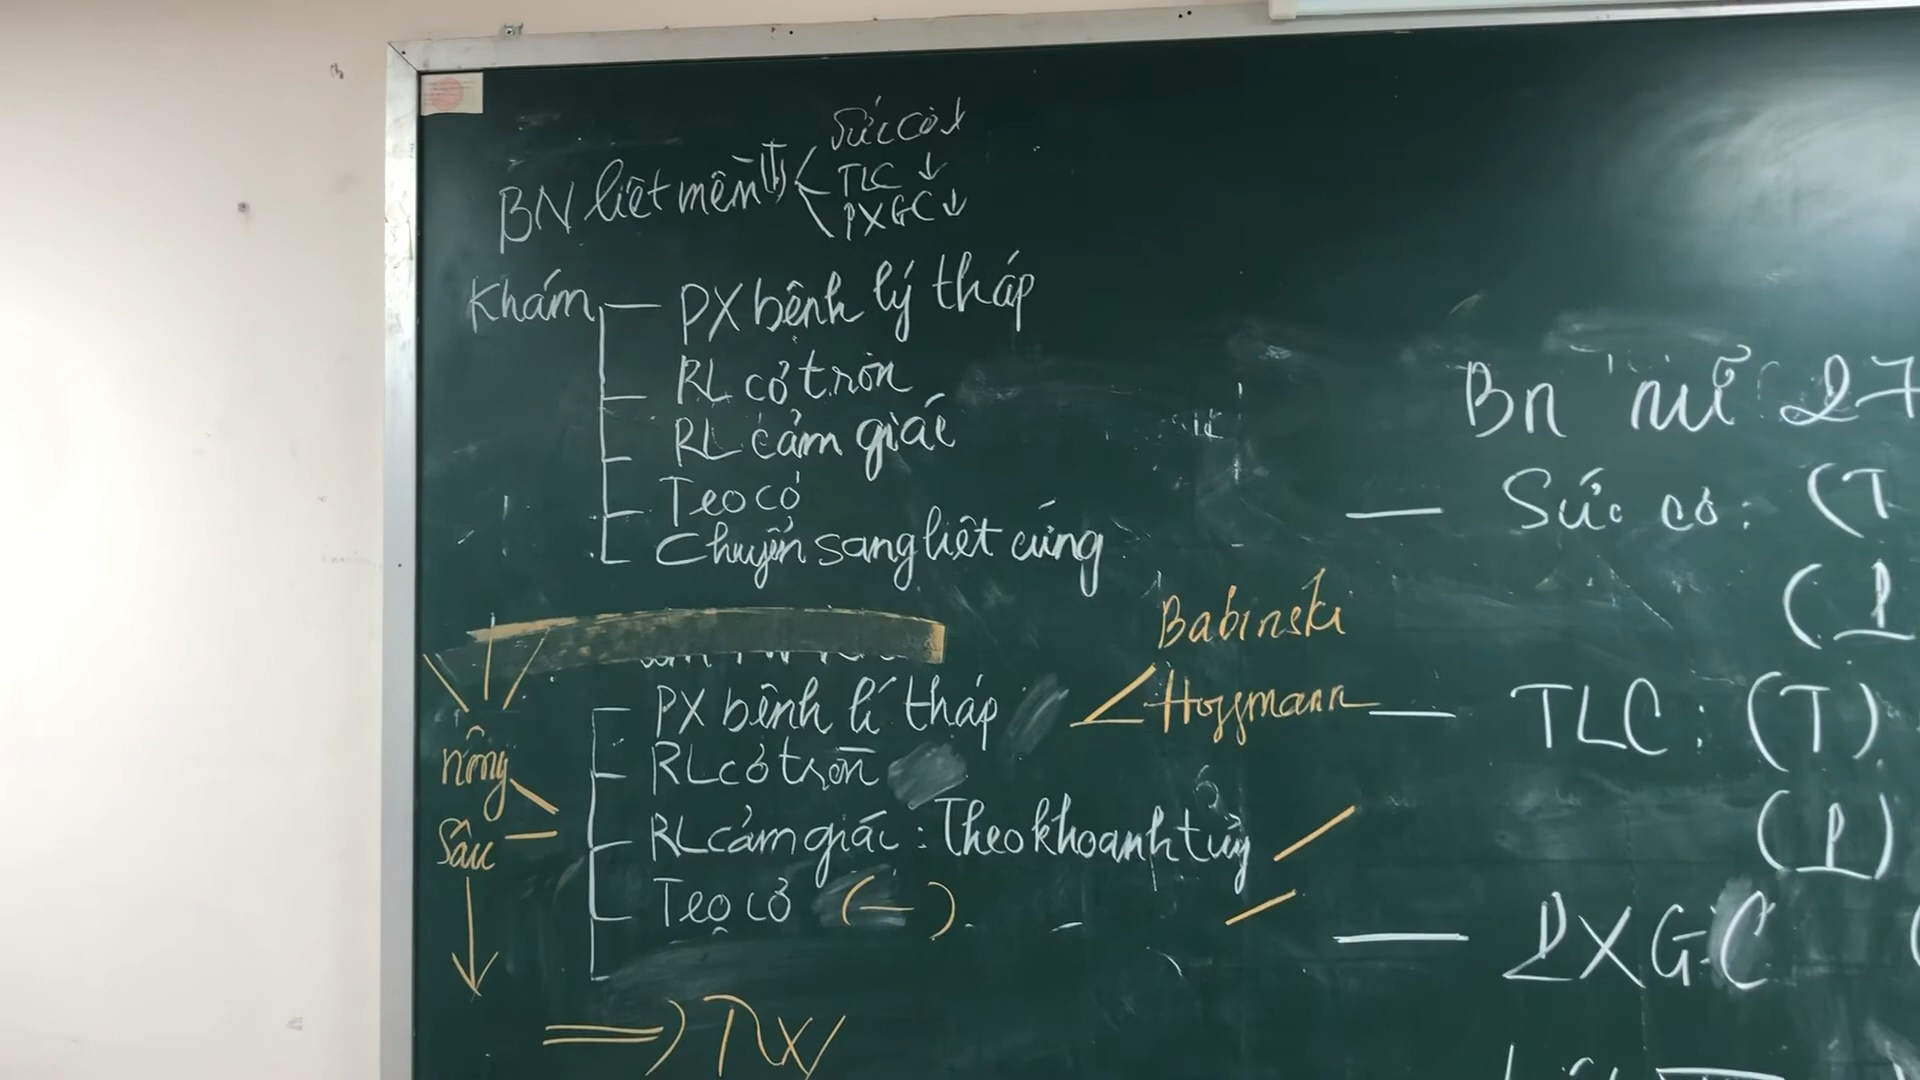 Sức cơ↓
BN liệt mềm (T) TLC ↓
PXGC↓
Khám — PX bệnh lý tháp
RL cơ tròn
RL cảm giác
Teo cơ
Chuyển sang liệt cứng
Babinski
PX bệnh lí tháp
Hoffmann
nông
RL cơ tròn
Sâu
RL cảm giác : Theo khoanh tủy
Teo cơ (—)
⇒ TW
Bn nữ 27
— Sức cơ : (T
(P
— TLC : (T)
(P)
— PXGC (